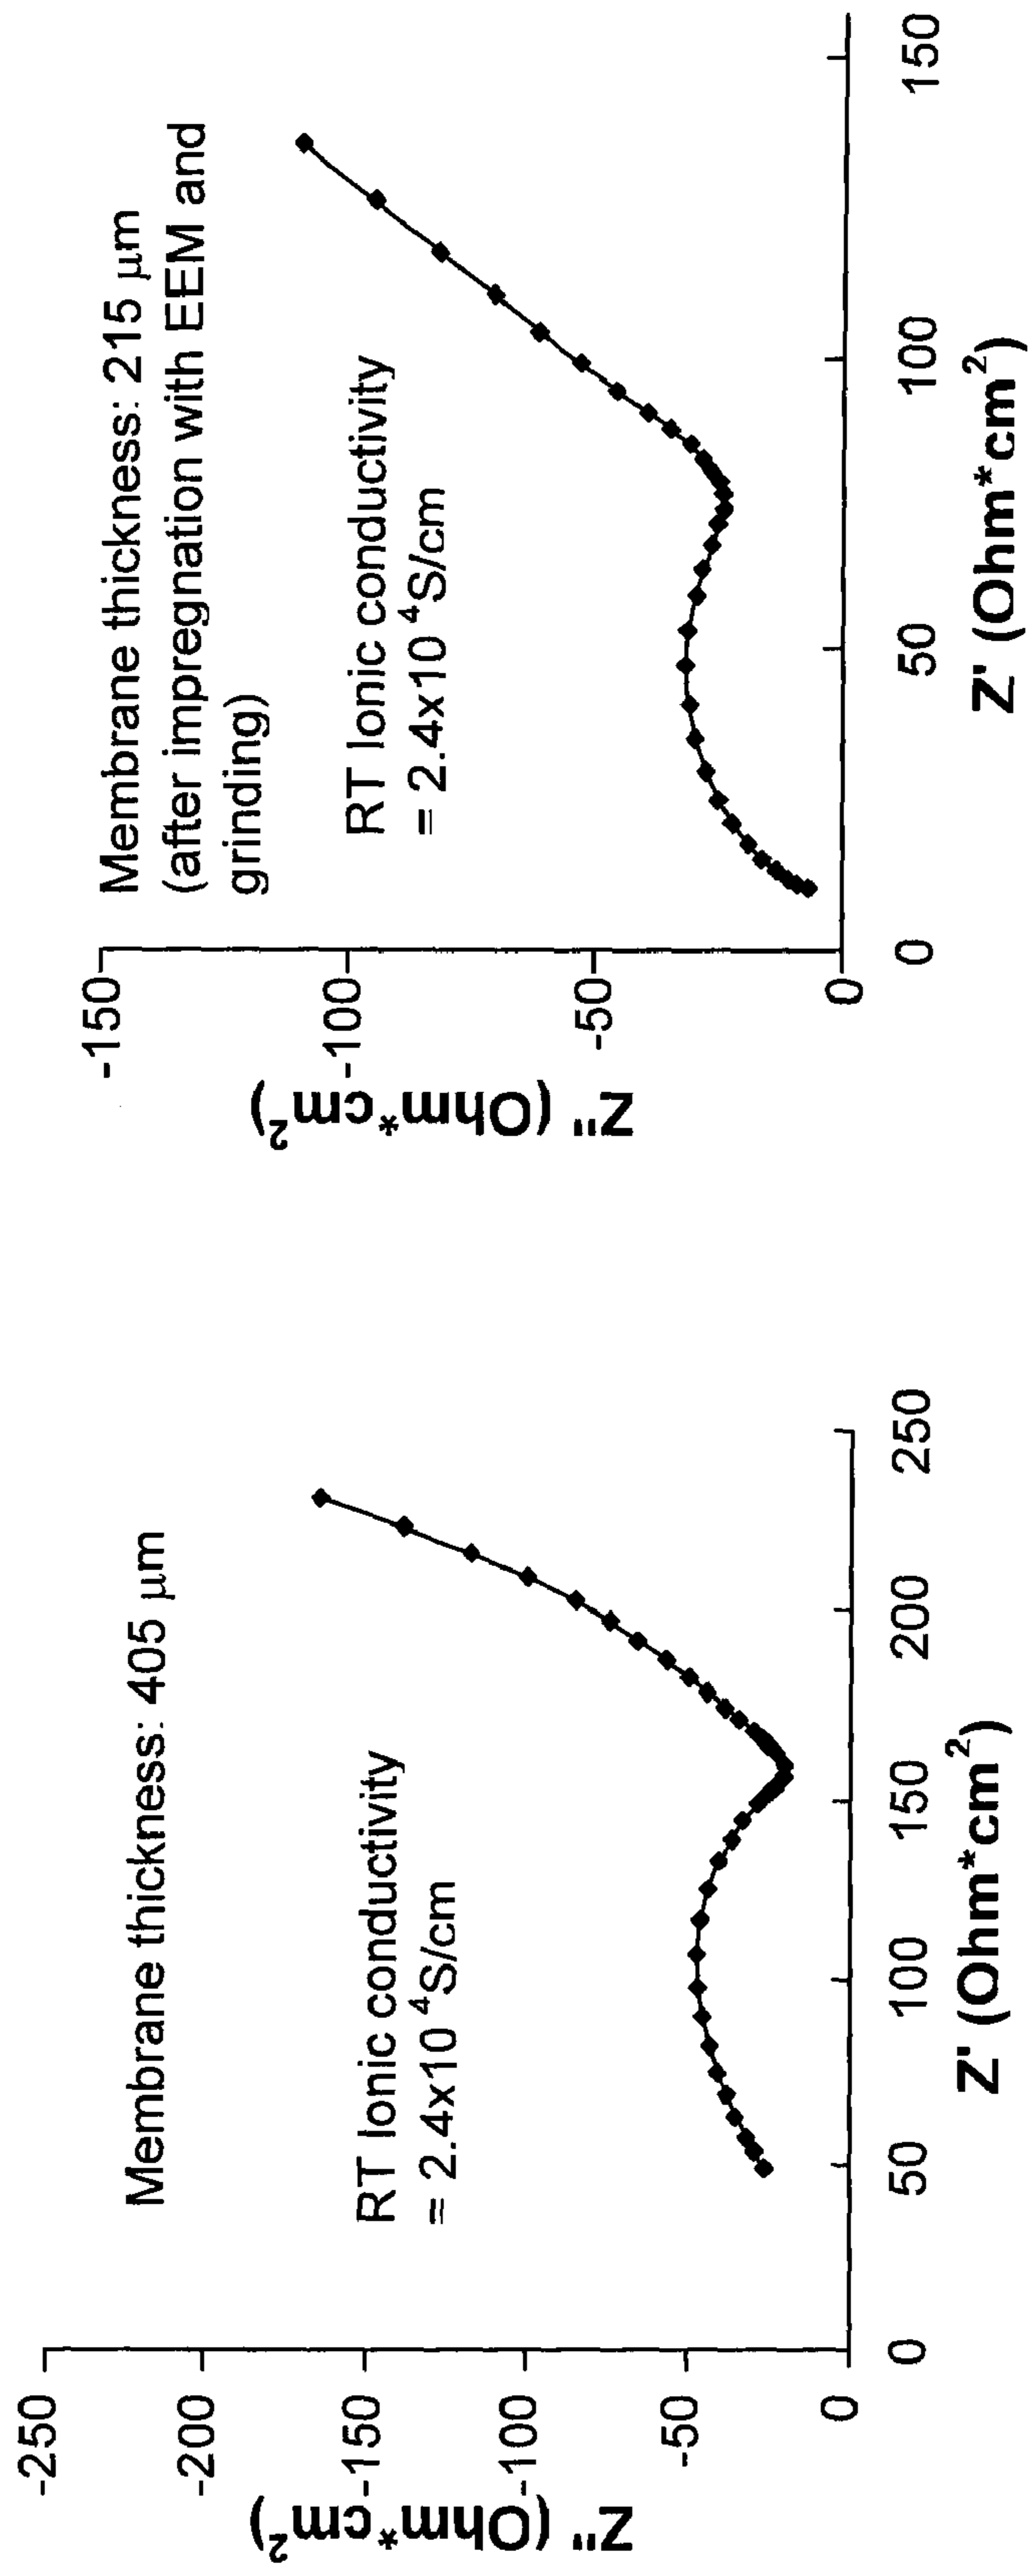 Membrane thickness: 405 μm
RT Ionic conductivity
= 2.4x10 ⁴S/cm
-250
-200
-150
-100
-50
0
Z" (Ohm*cm²)
0
50
100
150
200
250
Z' (Ohm*cm²)
Membrane thickness: 215 μm
(after impregnation with EEM and
grinding)
RT Ionic conductivity
= 2.4x10 ⁴S/cm
-150
-100
-50
0
Z" (Ohm*cm²)
0
50
100
150
Z' (Ohm*cm²)